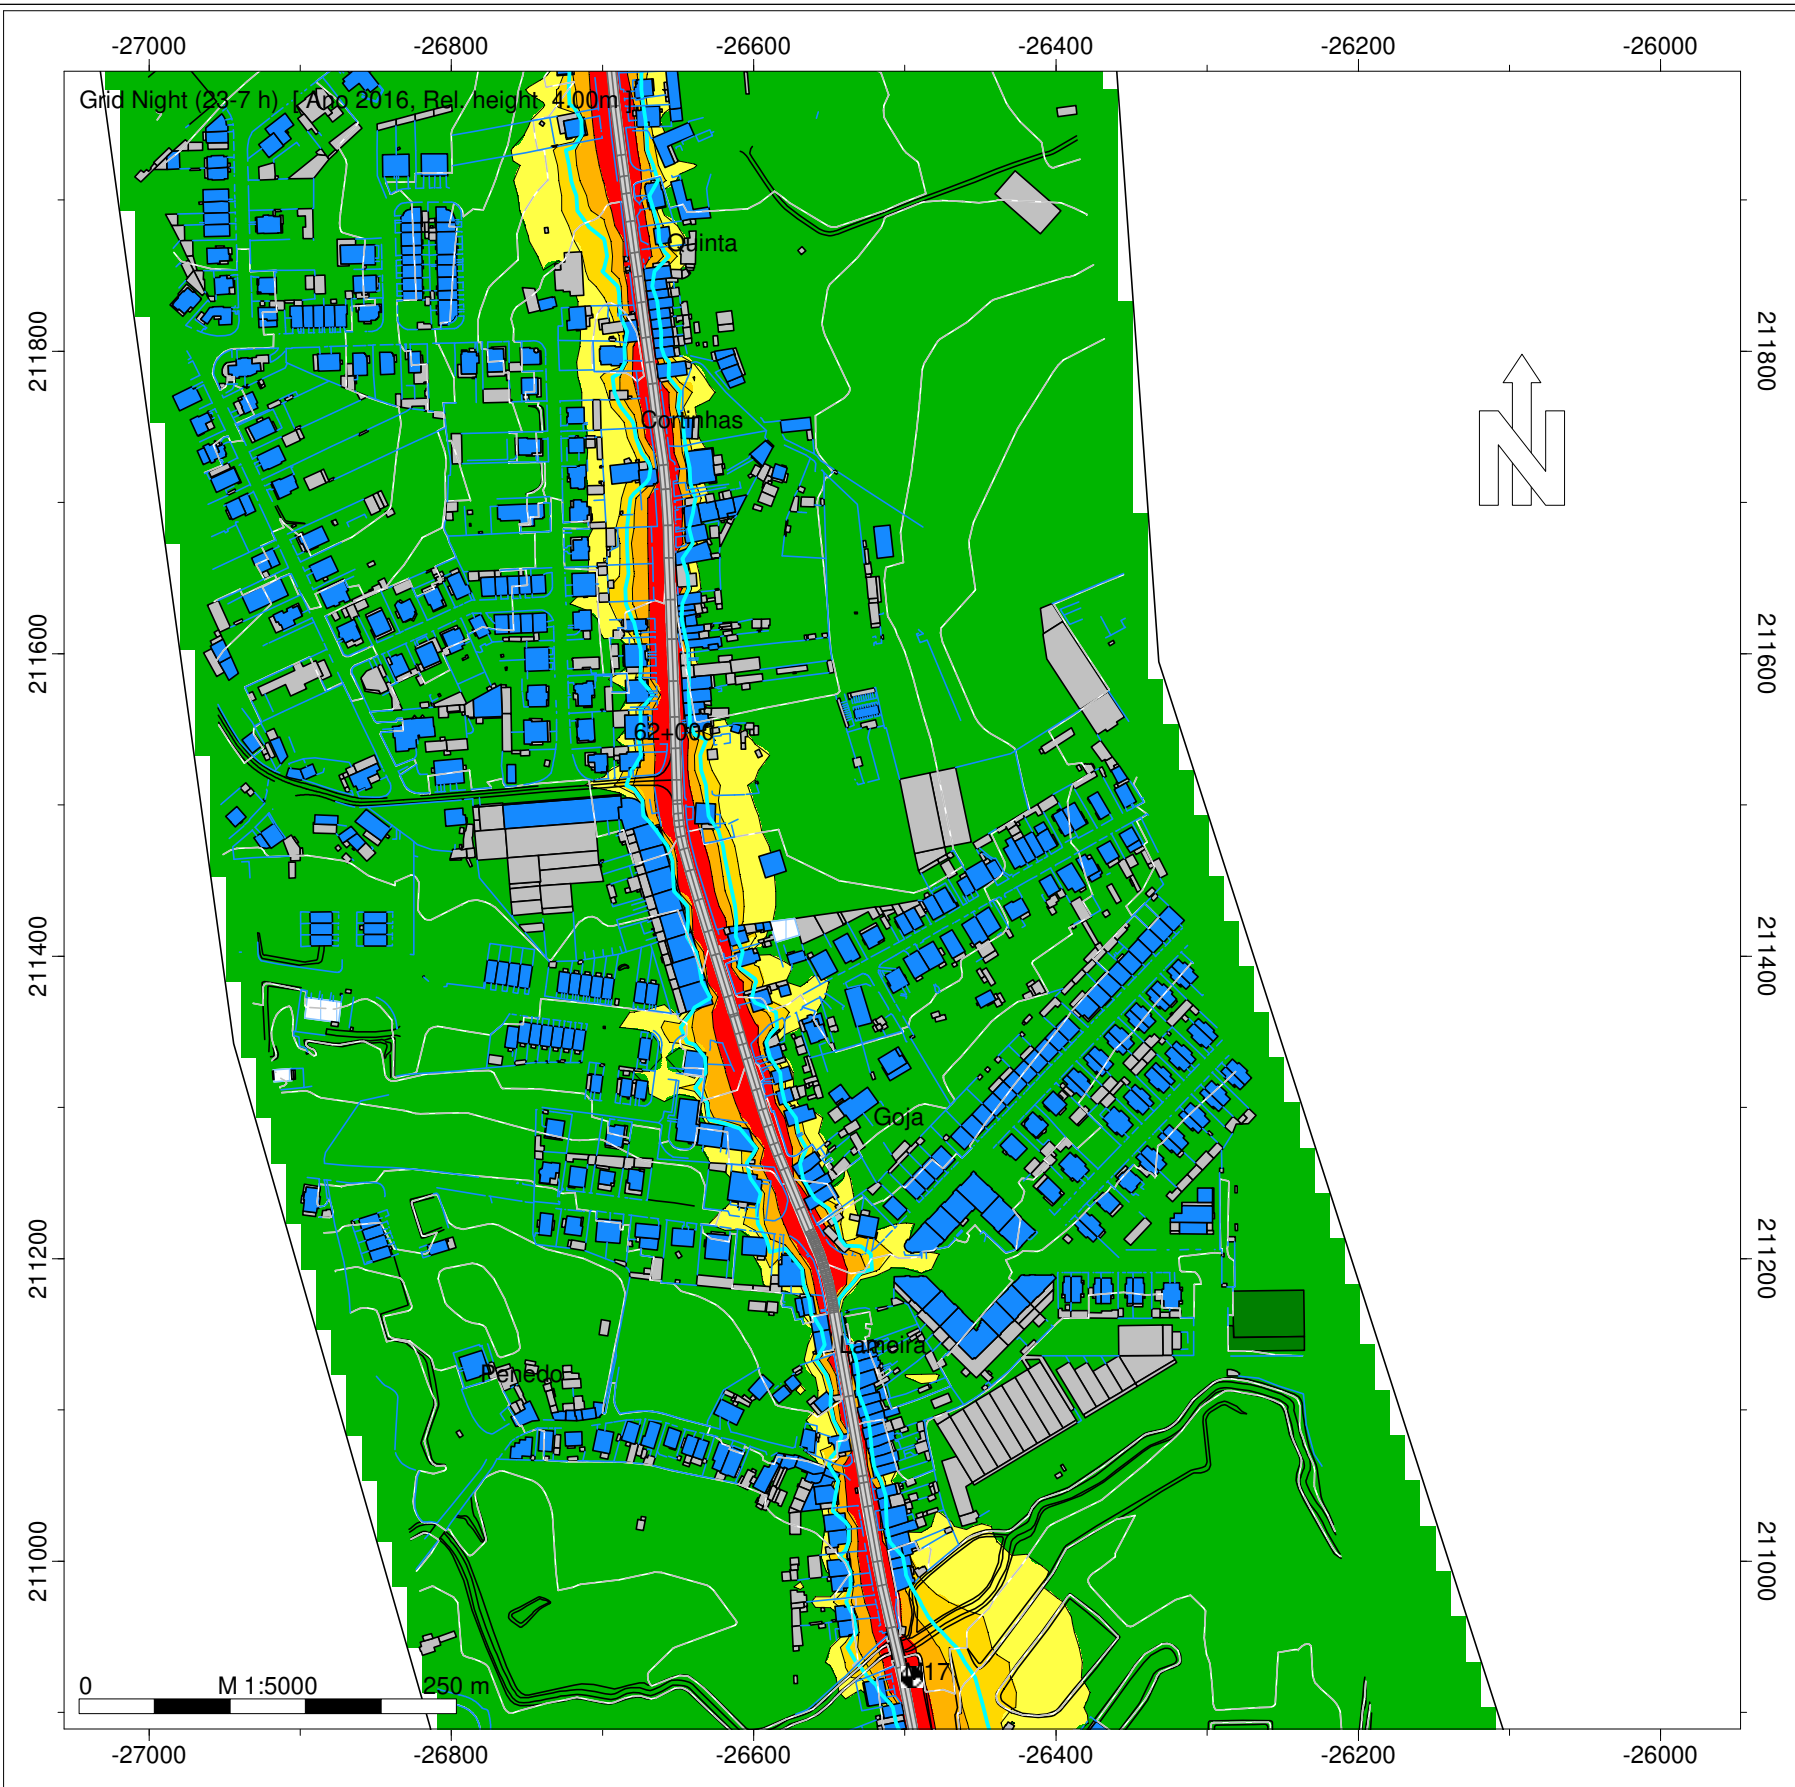 -27000 -26800 -26600 -26400 -26200 -26000
Grid Night (23-7 h) [ Ano 2016, Rel. height 4.00m ]
Quinta
211800 211800
Cortinhas
N
211600 211600
62+000
211400 211400
Goja
211200 211200
Lameira
Penedo
211000 211000
17
0 M 1:5000 250 m
-27000 -26800 -26600 -26400 -26200 -26000